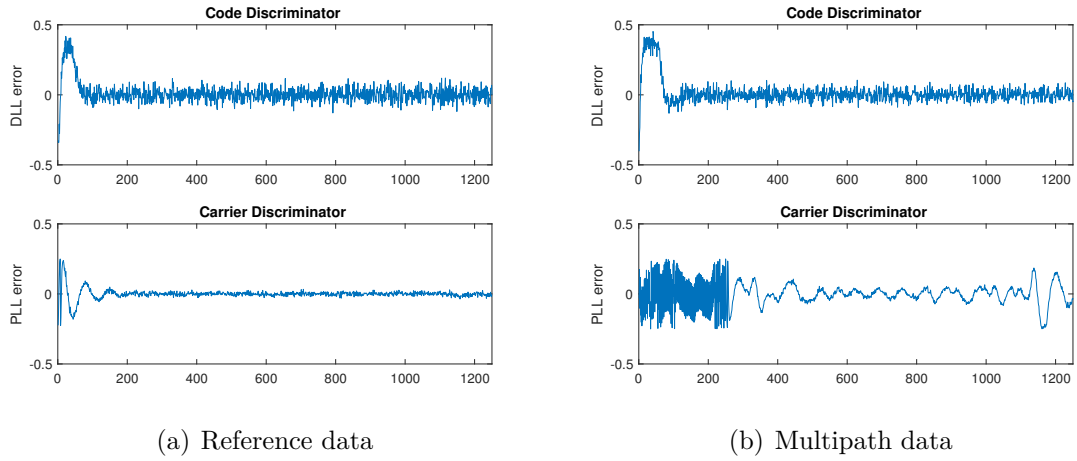 Code Discriminator
DLL error
0.5
0
-0.5
0 200 400 600 800 1000 1200
Carrier Discriminator
PLL error
0.5
0
-0.5
0 200 400 600 800 1000 1200
(a) Reference data
Code Discriminator
DLL error
0.5
0
-0.5
0 200 400 600 800 1000 1200
Carrier Discriminator
PLL error
0.5
0
-0.5
0 200 400 600 800 1000 1200
(b) Multipath data